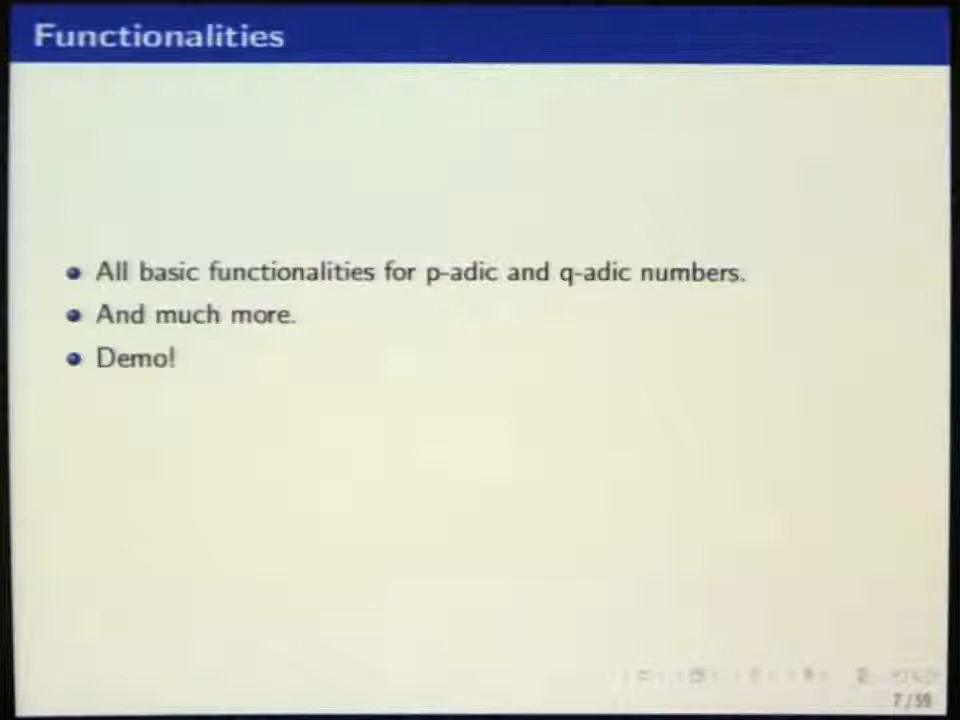 Functionalities
All basic functionalities for p-adic and q-adic numbers.
And much more.
Demo!
7 / 59